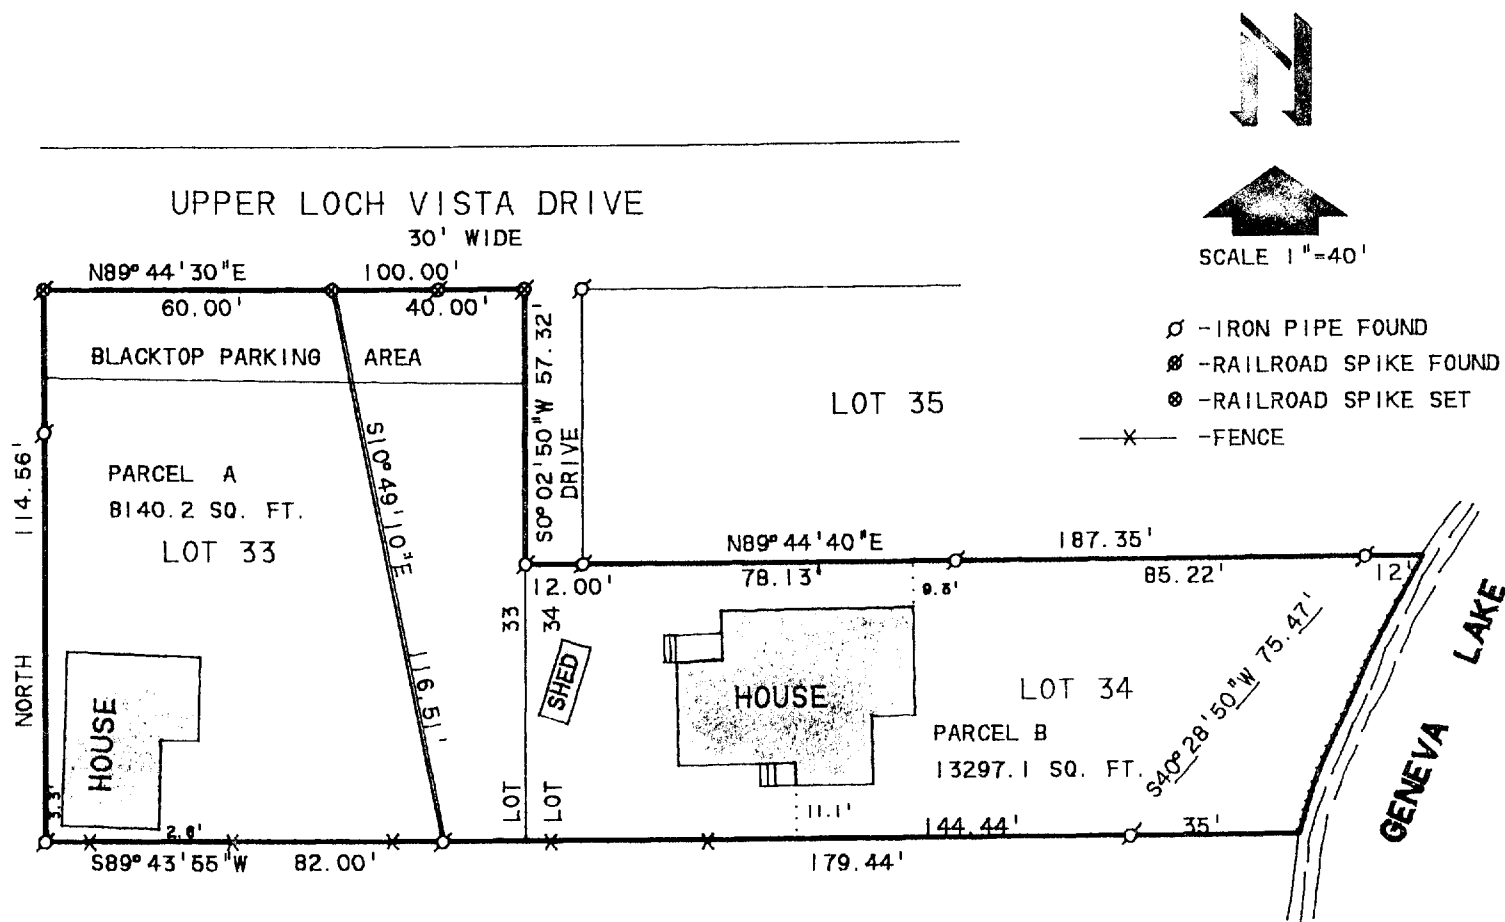 N
SCALE 1"=40'
UPPER LOCH VISTA DRIVE
30' WIDE
N89°44'30"E
100.00'
60.00'
40.00'
BLACKTOP PARKING AREA
S0°02'50"W 57.32'
DRIVE
-IRON PIPE FOUND
-RAILROAD SPIKE FOUND
-RAILROAD SPIKE SET
-FENCE
LOT 35
NORTH 114.56'
PARCEL A
8140.2 SQ. FT.
LOT 33
S10°49'10"E 116.51'
N89°44'40"E
187.35'
12.00'
78.13'
85.22'
12'
LOT 33
LOT 34
SHED
HOUSE
HOUSE
LOT 34
PARCEL B
13297.1 SQ. FT.
S40°28'50"W 75.47'
GENEVA LAKE
3.3'
11.1'
144.44'
35'
S89°43'55"W
82.00'
179.44'